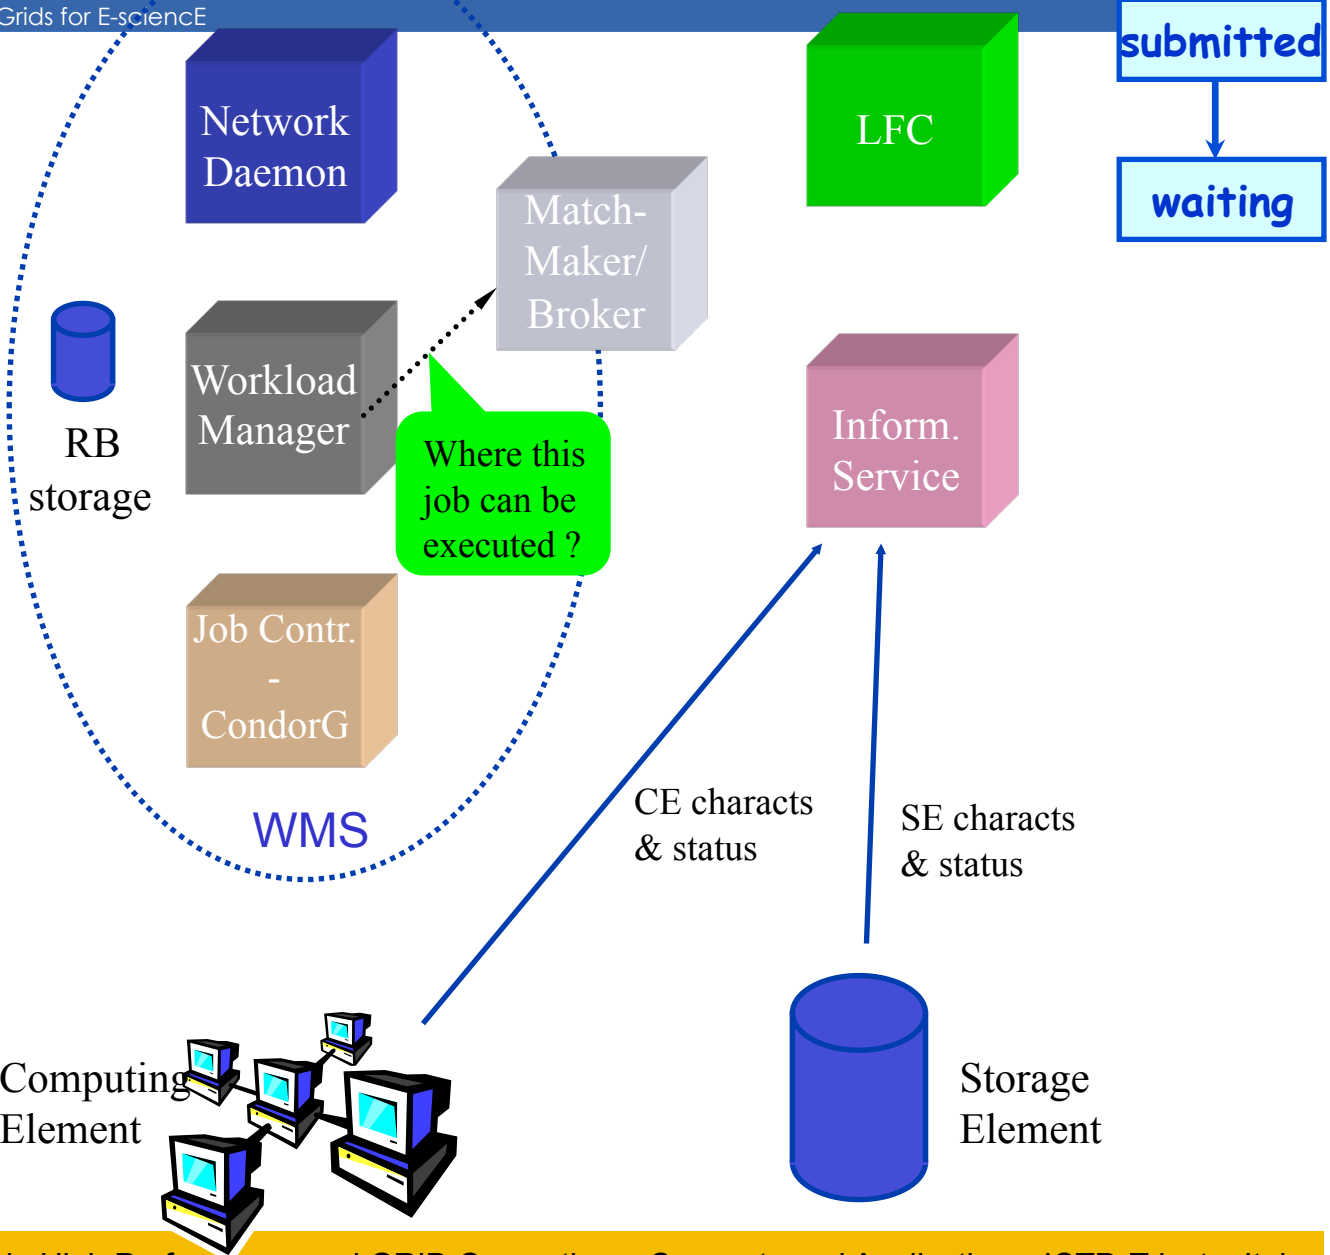 Grids for E-sciencE
submitted
waiting
Network
Daemon
LFC
Match-
Maker/
Broker
RB
storage
Workload
Manager
Where this
job can be
executed ?
Inform.
Service
Job Contr.
-
CondorG
WMS
CE characts
& status
SE characts
& status
Computing
Element
Storage
Element